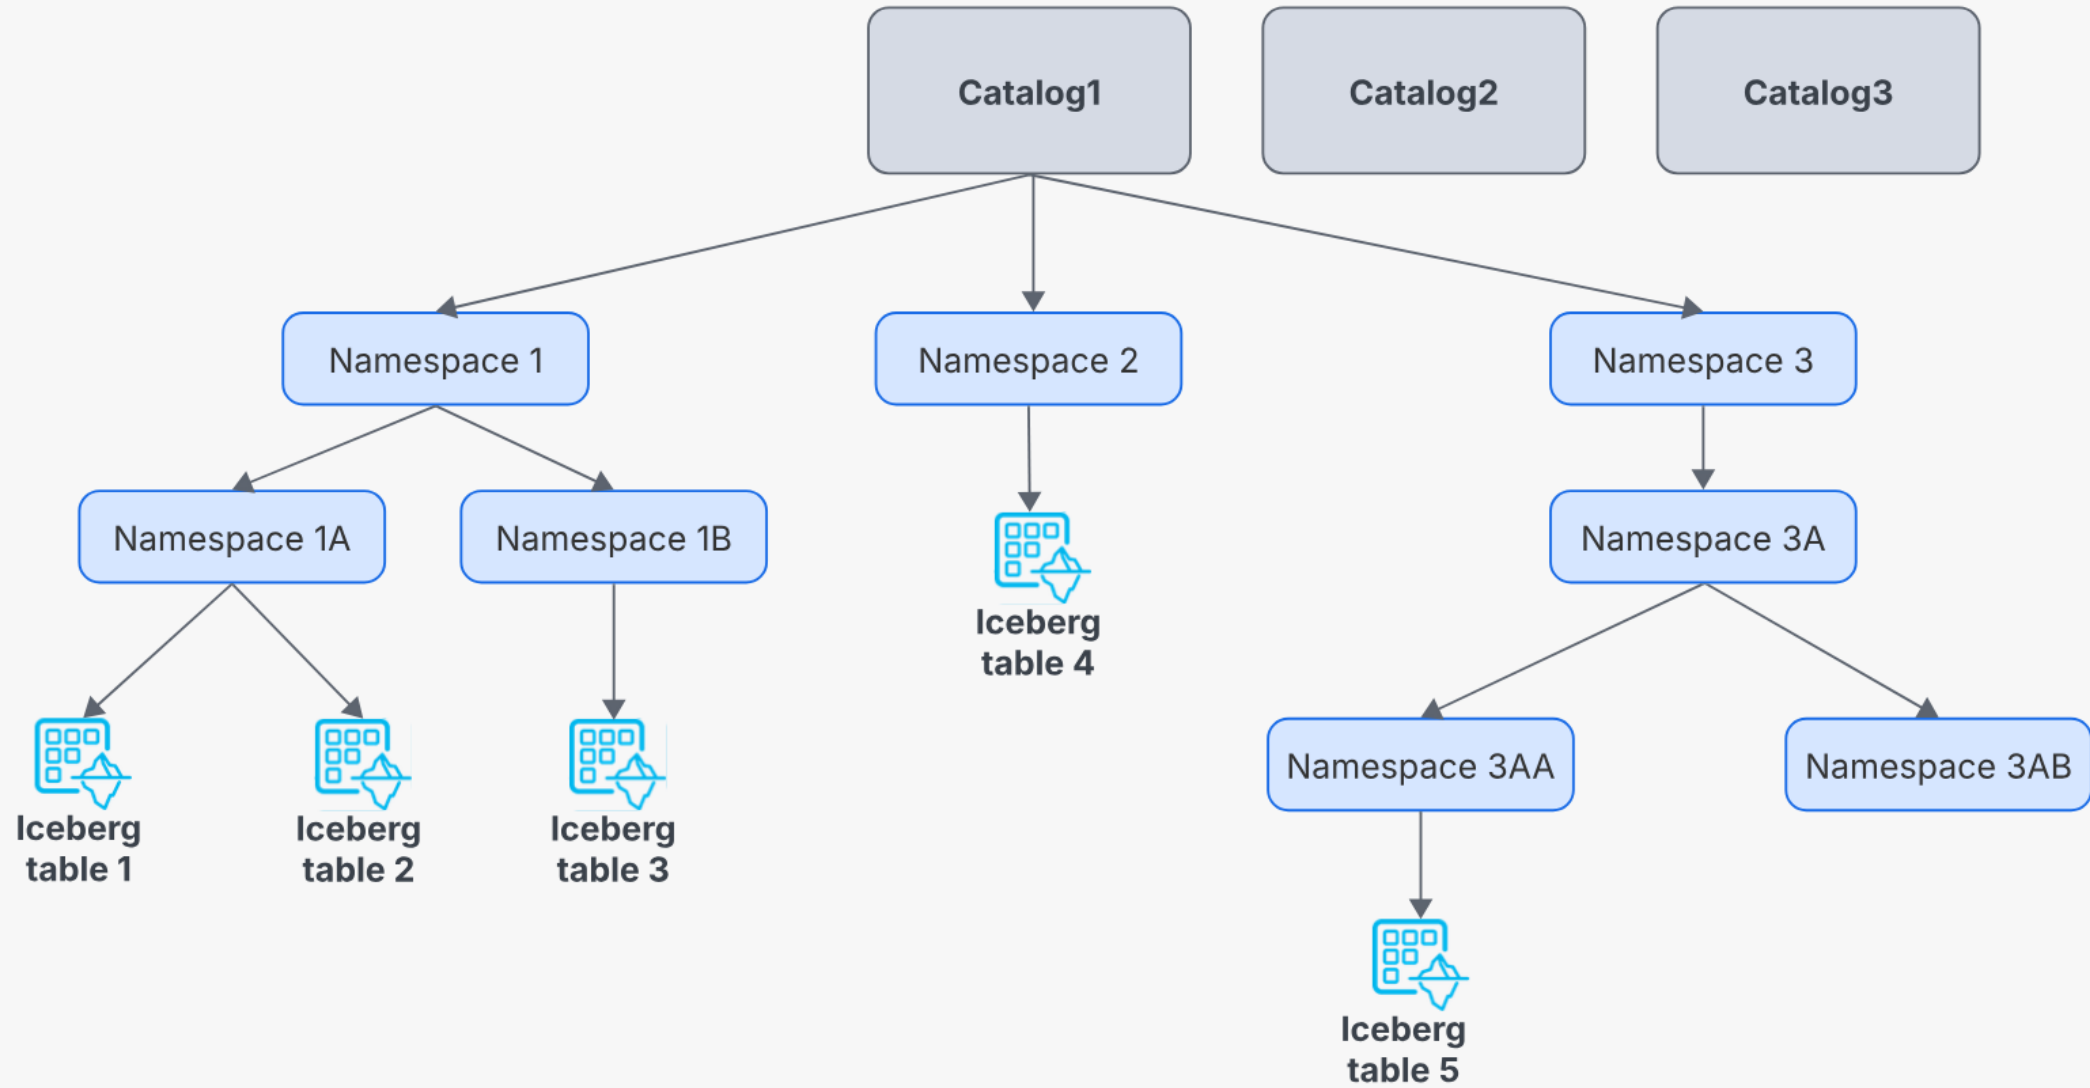 Catalog1
Catalog2
Catalog3
Namespace 1
Namespace 2
Namespace 3
Namespace 1A
Namespace 1B
Namespace 3A
Iceberg
table 4
Namespace 3AA
Namespace 3AB
Iceberg
table 1
Iceberg
table 2
Iceberg
table 3
Iceberg
table 5